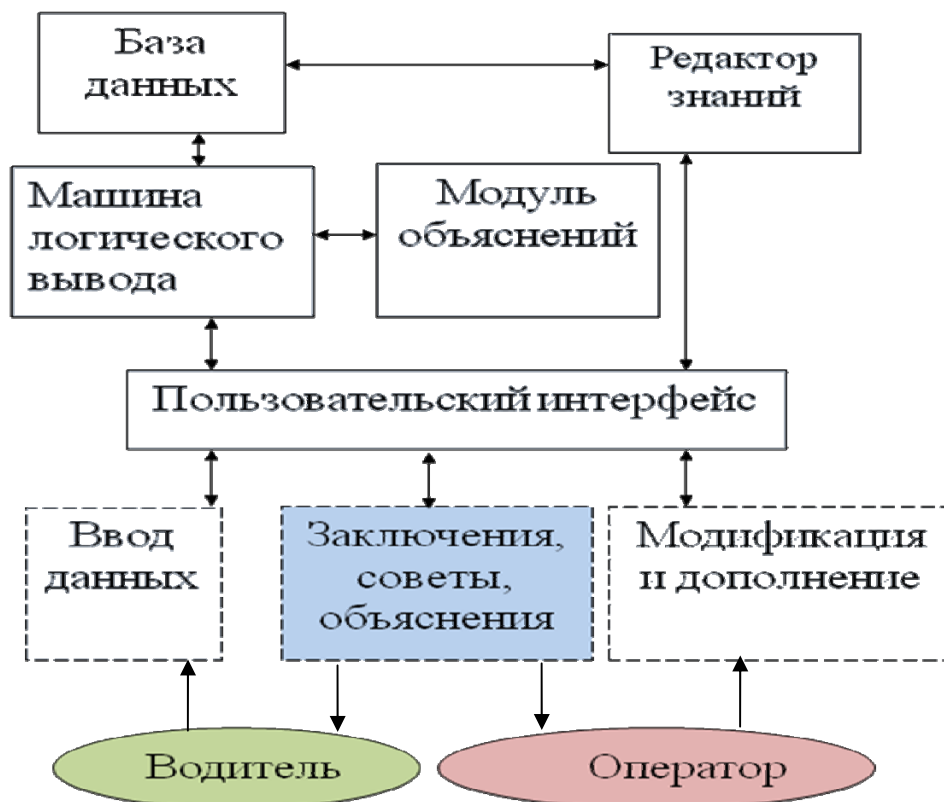 База
данных
Редактор
знаний
Машина
логического
вывода
Модуль
объяснений
Пользовательский интерфейс
Ввод
данных
Заключения,
советы,
объяснения
Модификация
и дополнение
Водитель
Оператор